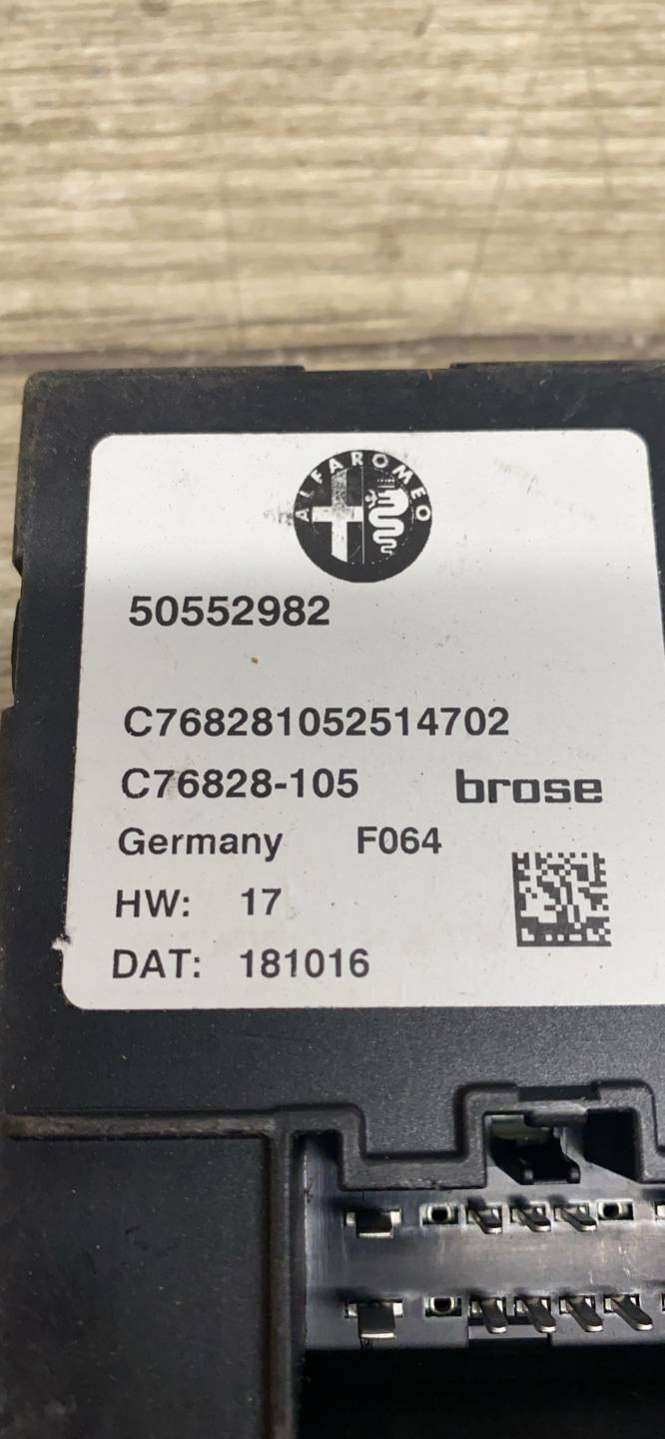 ALFA ROMEO
50552982
C768281052514702
C76828-105 brose
Germany F064
HW: 17
DAT: 181016